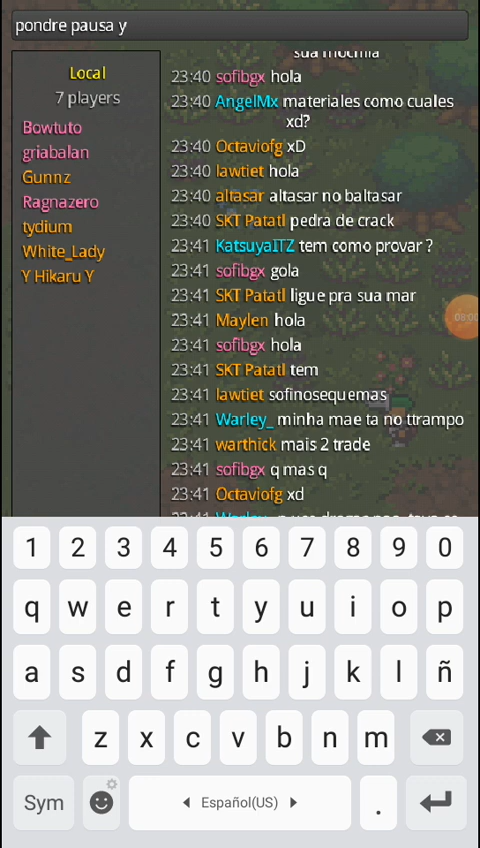 pondre pausa y
Local
7 players
Bowtuto
griabalan
Gunnz
Ragnazero
tydium
White_Lady
Y Hikaru Y
23:40 sofibgx hola
23:40 AngelMx materiales como cuales
xd?
23:40 Octaviofg xD
23:40 lawtiet hola
23:40 altasar altasar no baltasar
23:40 SKT Patatl pedra de crack
23:41 KatsuyaITZ tem como provar ?
23:41 sofibgx gola
23:41 SKT Patatl ligue pra sua mar
23:41 Maylen hola
23:41 sofibgx hola
23:41 SKT Patatl tem
23:41 lawtiet sofinosequemas
23:41 Warley_ minha mae ta no ttrampo
23:41 warthick mais 2 trade
23:41 sofibgx q mas q
23:41 Octaviofg xd
08:00
1 2 3 4 5 6 7 8 9 0
q w e r t y u i o p
a s d f g h j k l ñ
z x c v b n m
Sym Español(US) .